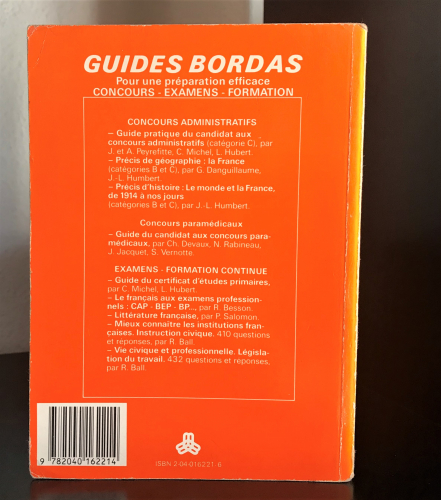 GUIDES BORDAS
Pour une préparation efficace
CONCOURS - EXAMENS - FORMATION
CONCOURS ADMINISTRATIFS
– Guide pratique du candidat aux
concours administratifs (catégorie C), par
J. et A. Peyrefitte, C. Michel, L. Hubert.
– Précis de géographie : la France
(catégories B et C), par G. Danguillaume,
J.-L. Humbert.
– Précis d'histoire : Le monde et la France,
de 1914 à nos jours
(catégories B et C), par J.-L. Humbert.
Concours paramédicaux
– Guide du candidat aux concours para-
médicaux, par Ch. Devaux, N. Rabineau,
J. Jacquet, S. Vernotte.
EXAMENS - FORMATION CONTINUE
– Guide du certificat d'études primaires,
par C. Michel, L. Hubert.
– Le français aux examens profession-
nels : CAP - BEP - BP..., par R. Besson.
– Littérature française, par P. Salomon.
– Mieux connaître les institutions fran-
çaises. Instruction civique. 410 questions
et réponses, par R. Ball.
– Vie civique et professionnelle. Législa-
tion du travail. 432 questions et réponses,
par R. Ball.
9 782040 162214
ISBN 2-04-016221.6